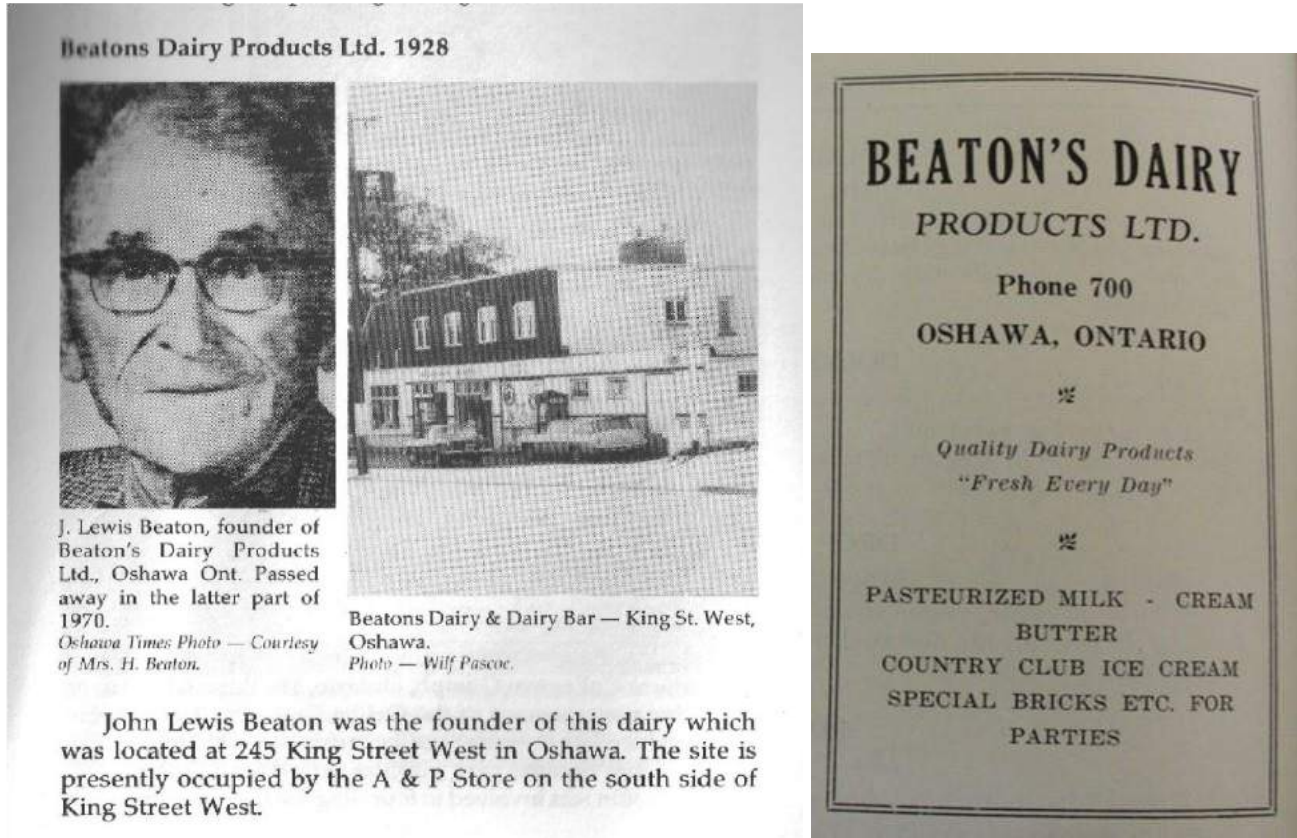 Beatons Dairy Products Ltd. 1928
J. Lewis Beaton, founder of
Beaton's Dairy Products
Ltd., Oshawa Ont. Passed
away in the latter part of
1970.
Oshawa Times Photo — Courtesy
of Mrs. H. Beaton.
Beatons Dairy & Dairy Bar — King St. West,
Oshawa.
Photo — Wilf Pascoe.
John Lewis Beaton was the founder of this dairy which
was located at 245 King Street West in Oshawa. The site is
presently occupied by the A & P Store on the south side of
King Street West.
BEATON'S DAIRY
PRODUCTS LTD.
Phone 700
OSHAWA, ONTARIO
Quality Dairy Products
"Fresh Every Day"
PASTEURIZED MILK - CREAM
BUTTER
COUNTRY CLUB ICE CREAM
SPECIAL BRICKS ETC. FOR
PARTIES